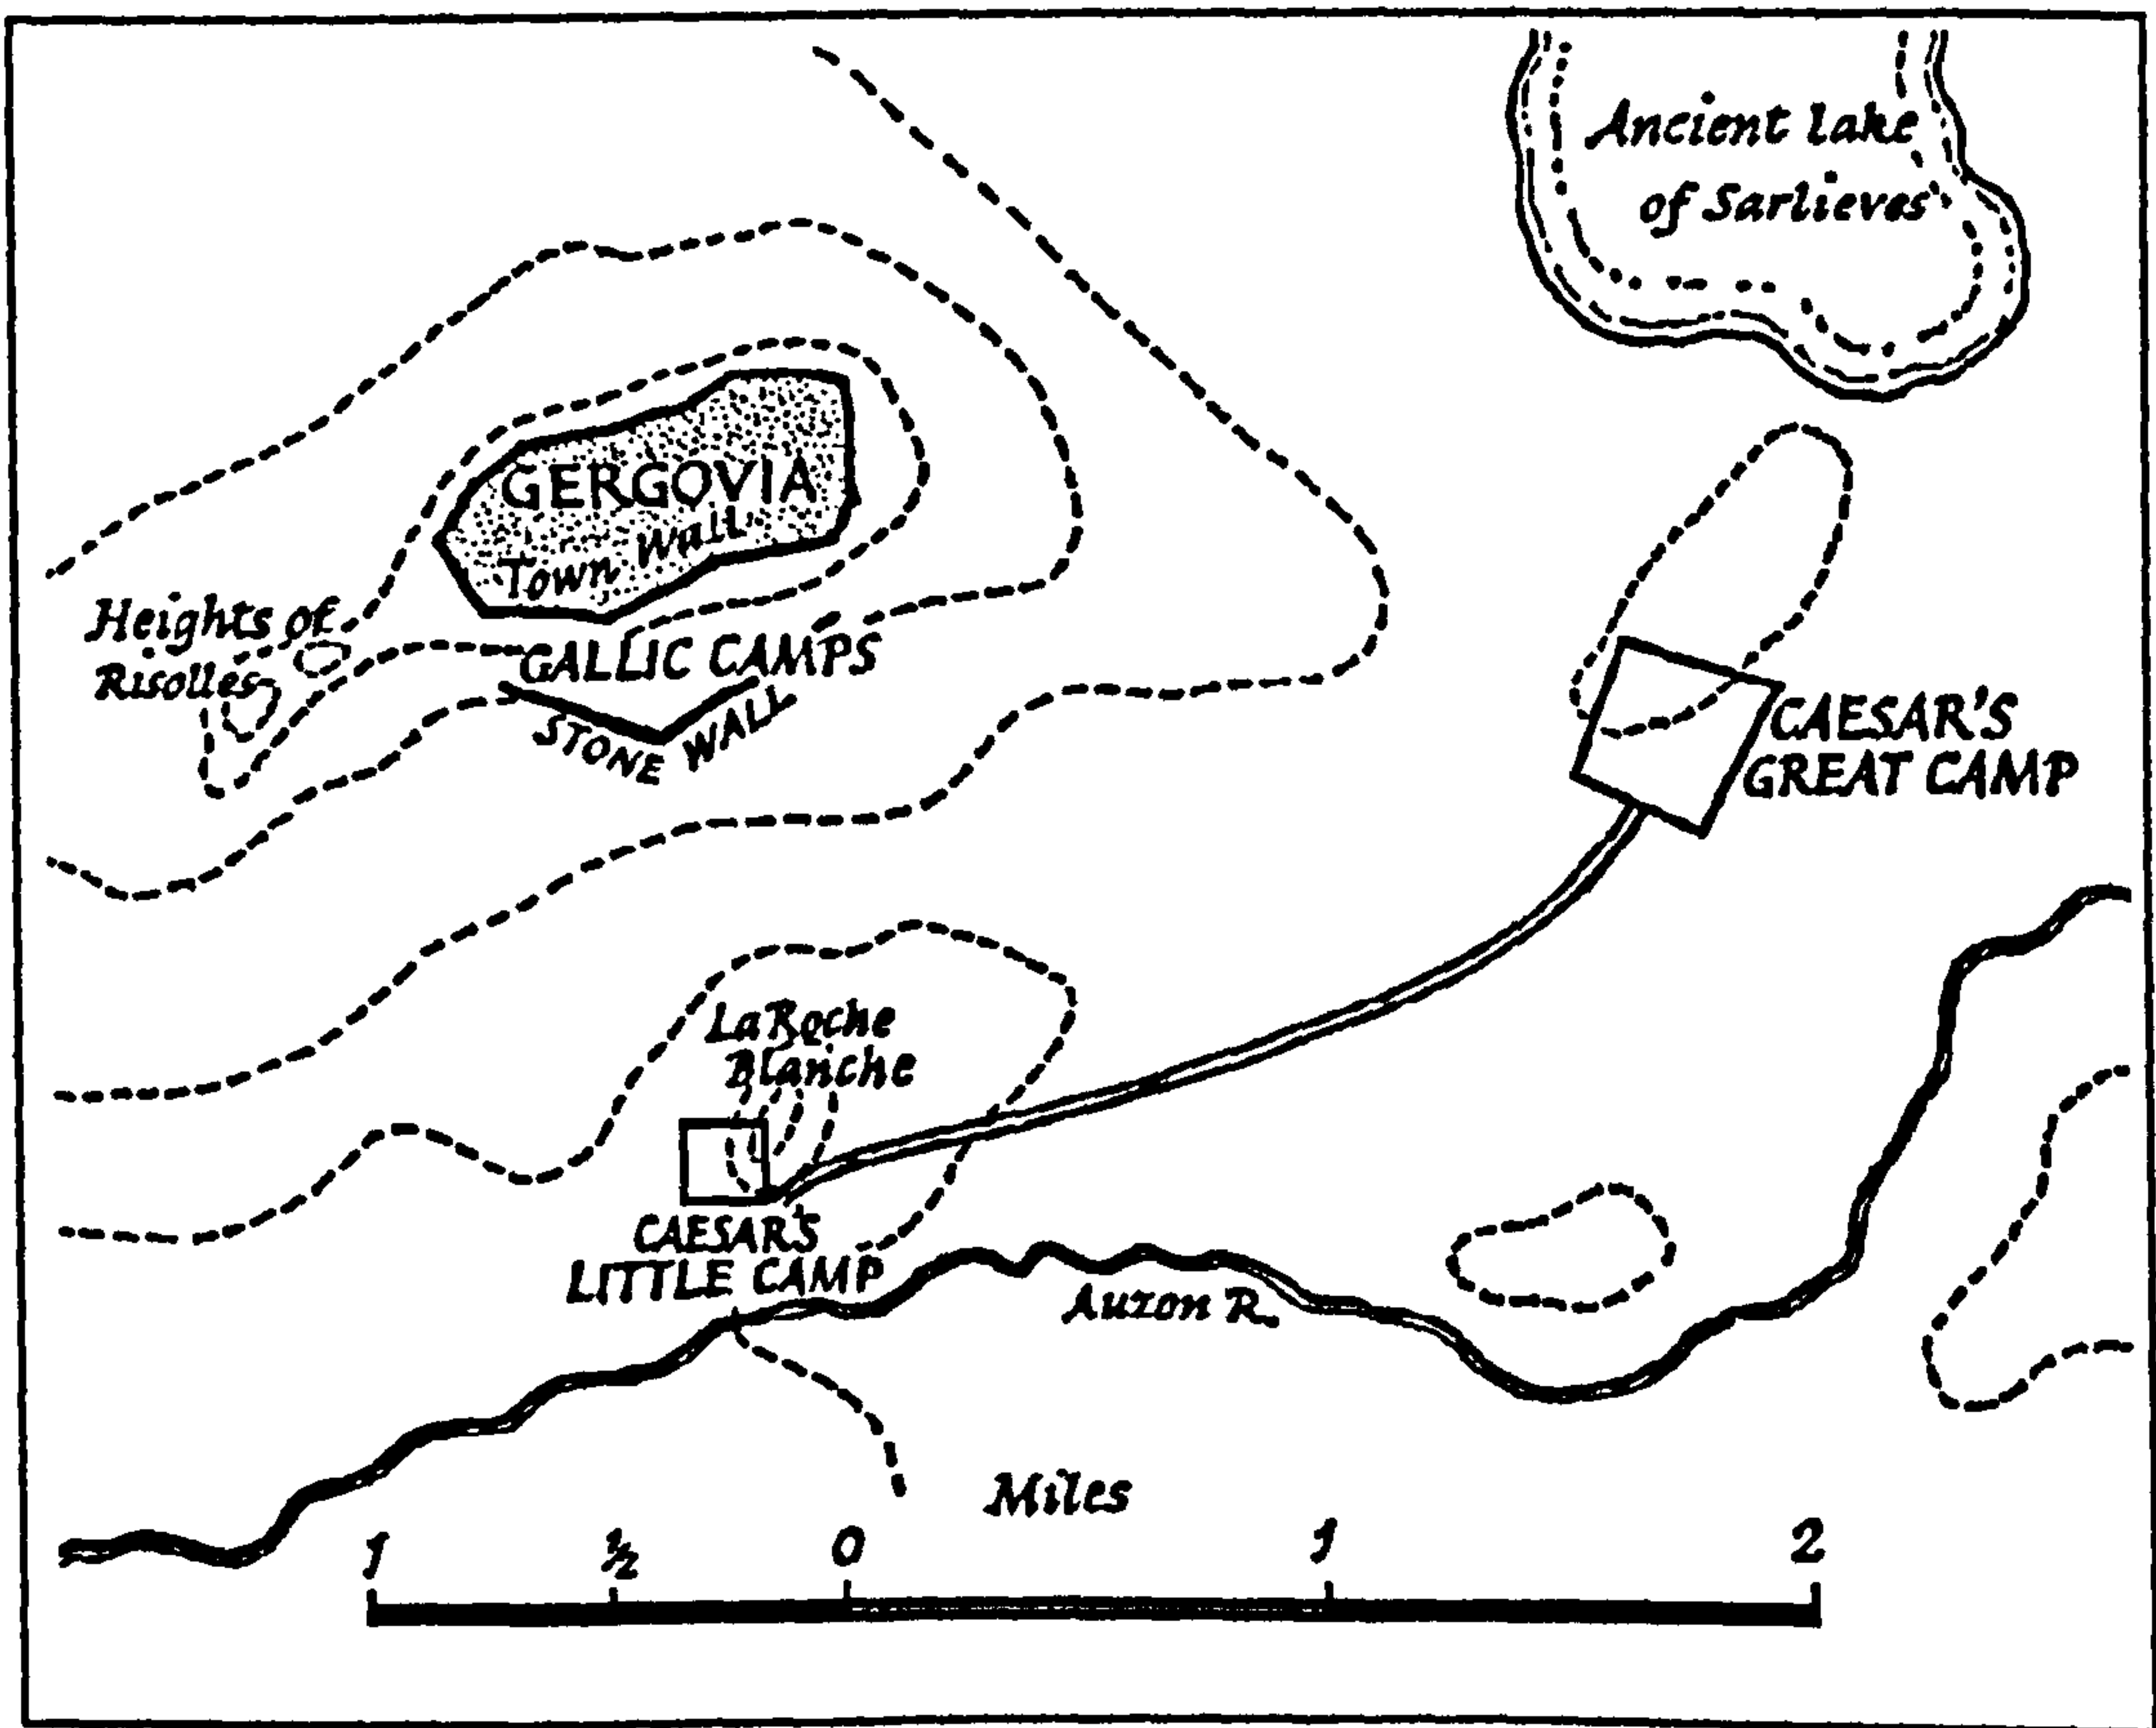 Ancient lake
of Sarlieves
GERGOVIA
Town Wall
Heights of
Risolles
GALLIC CAMPS
STONE WALL
CAESAR'S
GREAT CAMP
La Roche
Blanche
CAESAR'S
LITTLE CAMP
Auzon R.
Miles
1 ½ 0 1 2